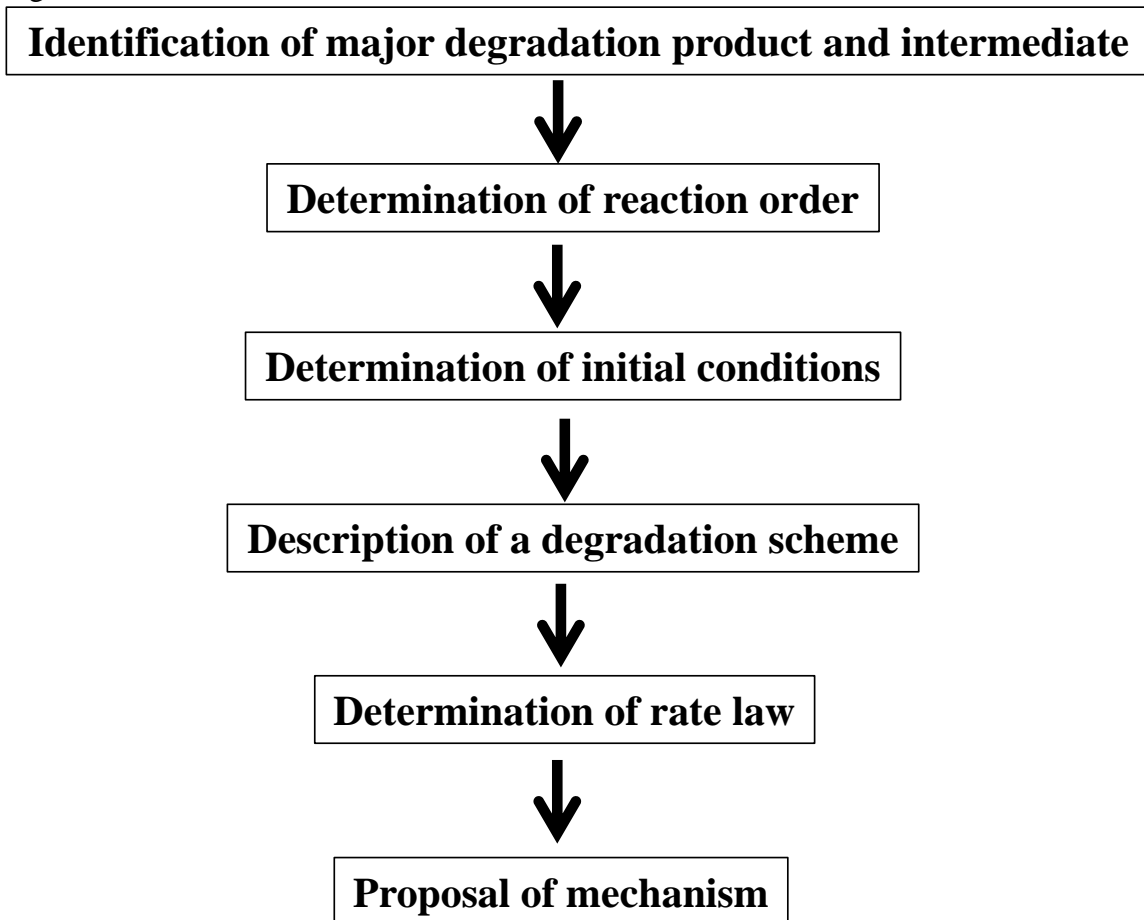 Identification of major degradation product and intermediate
Determination of reaction order
Determination of initial conditions
Description of a degradation scheme
Determination of rate law
Proposal of mechanism